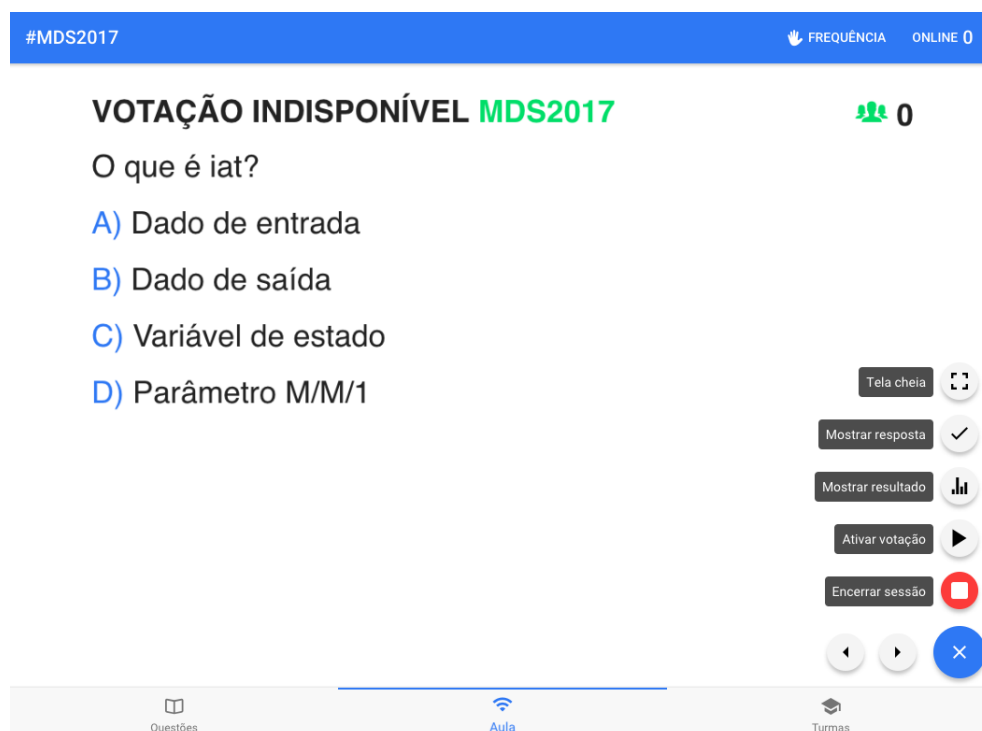 #MDS2017
FREQUÊNCIA
ONLINE 0
VOTAÇÃO INDISPONÍVEL MDS2017
0
O que é iat?
A) Dado de entrada
B) Dado de saída
C) Variável de estado
D) Parâmetro M/M/1
Tela cheia
Mostrar resposta
Mostrar resultado
Ativar votação
Encerrar sessão
Questões
Aula
Turmas